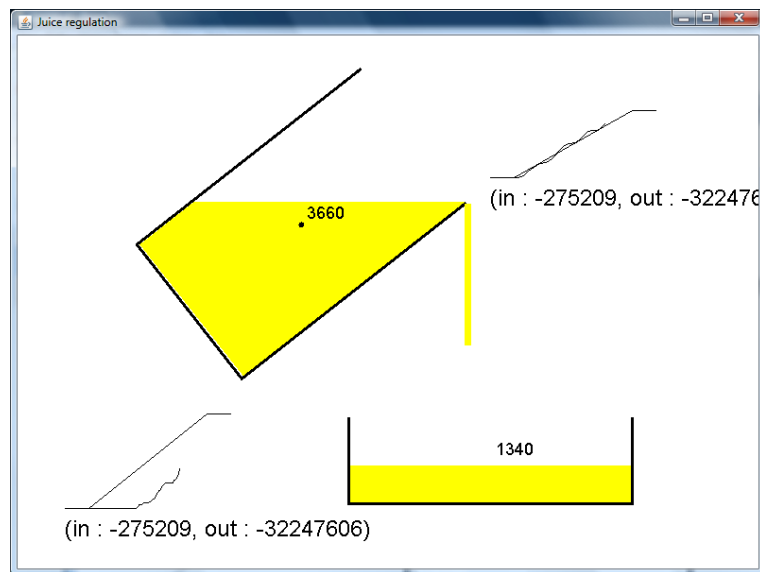 Juice regulation
3660
(in : -275209, out : -322476
1340
(in : -275209, out : -32247606)